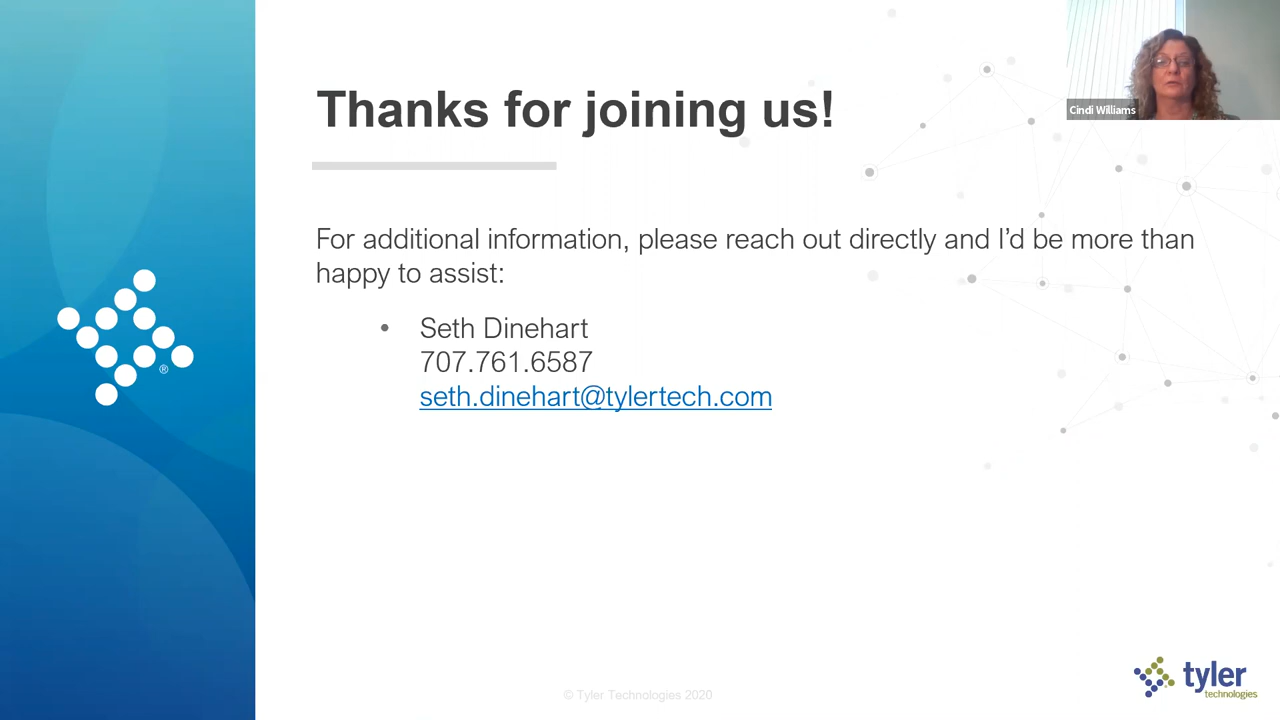 Thanks for joining us!
Cindi Williams
For additional information, please reach out directly and I’d be more than
happy to assist:
• Seth Dinehart
707.761.6587
seth.dinehart@tylertech.com
®
© Tyler Technologies 2020
tyler
technologies